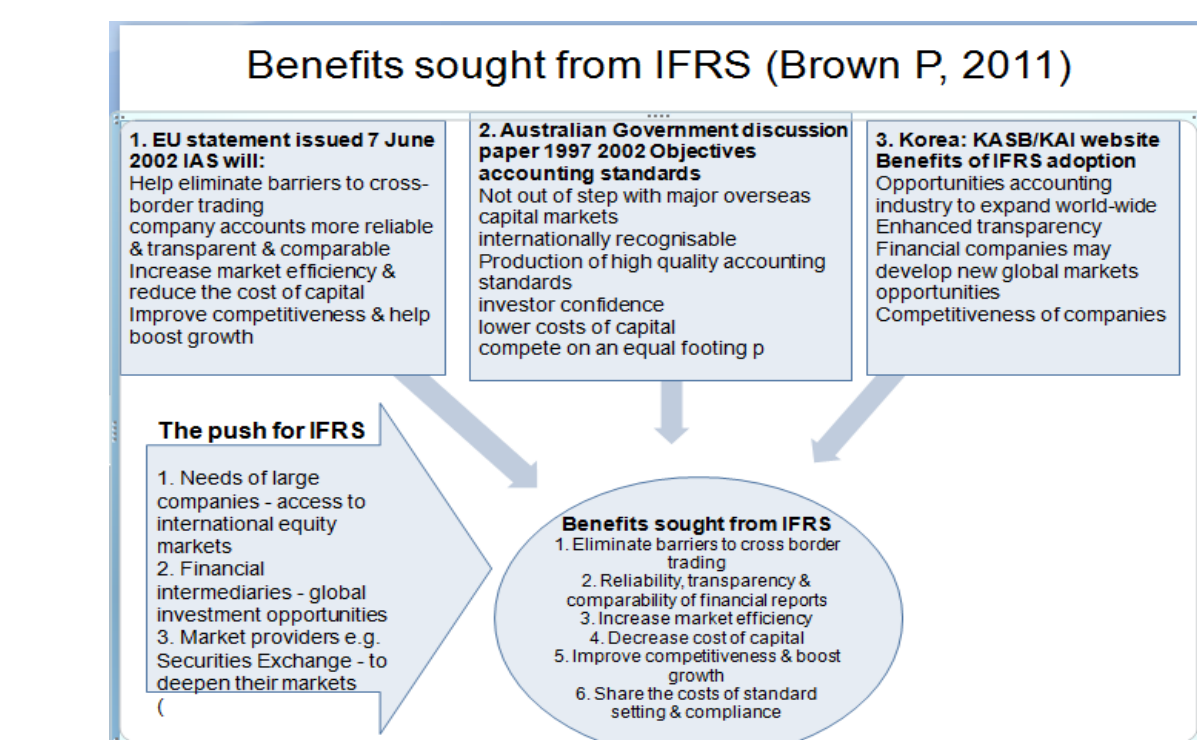 Benefits sought from IFRS (Brown P, 2011)
1. EU statement issued 7 June
2002 IAS will:
Help eliminate barriers to cross-
border trading
company accounts more reliable
& transparent & comparable
Increase market efficiency &
reduce the cost of capital
Improve competitiveness & help
boost growth
2. Australian Government discussion
paper 1997 2002 Objectives
accounting standards
Not out of step with major overseas
capital markets
internationally recognisable
Production of high quality accounting
standards
investor confidence
lower costs of capital
compete on an equal footing p
3. Korea: KASB/KAI website
Benefits of IFRS adoption
Opportunities accounting
industry to expand world-wide
Enhanced transparency
Financial companies may
develop new global markets
opportunities
Competitiveness of companies
The push for IFRS
1. Needs of large
companies - access to
international equity
markets
2. Financial
intermediaries - global
investment opportunities
3. Market providers e.g.
Securities Exchange - to
deepen their markets
(
Benefits sought from IFRS
1. Eliminate barriers to cross border
trading
2. Reliability, transparency &
comparability of financial reports
3. Increase market efficiency
4. Decrease cost of capital
5. Improve competitiveness & boost
growth
6. Share the costs of standard
setting & compliance